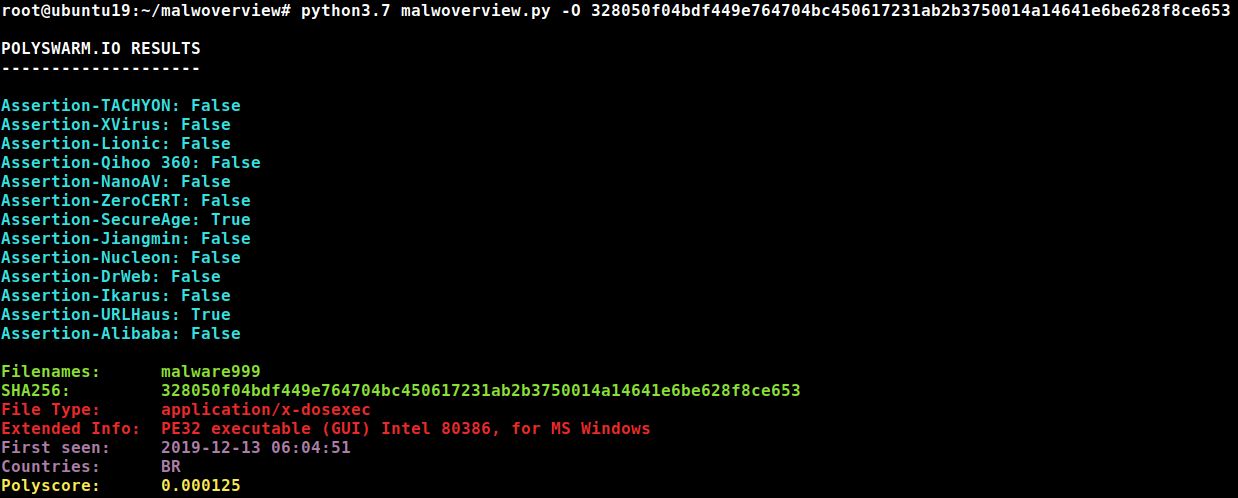 root@ubuntu19:~/malwoverview# python3.7 malwoverview.py -O 328050f04bdf449e764704bc450617231ab2b3750014a14641e6be628f8ce653
POLYSWARM.IO RESULTS
--------------------
Assertion-TACHYON: False
Assertion-XVirus: False
Assertion-Lionic: False
Assertion-Qihoo 360: False
Assertion-NanoAV: False
Assertion-ZeroCERT: False
Assertion-SecureAge: True
Assertion-Jiangmin: False
Assertion-Nucleon: False
Assertion-DrWeb: False
Assertion-Ikarus: False
Assertion-URLHaus: True
Assertion-Alibaba: False
Filenames: malware999
SHA256: 328050f04bdf449e764704bc450617231ab2b3750014a14641e6be628f8ce653
File Type: application/x-dosexec
Extended Info: PE32 executable (GUI) Intel 80386, for MS Windows
First seen: 2019-12-13 06:04:51
Countries: BR
Polyscore: 0.000125